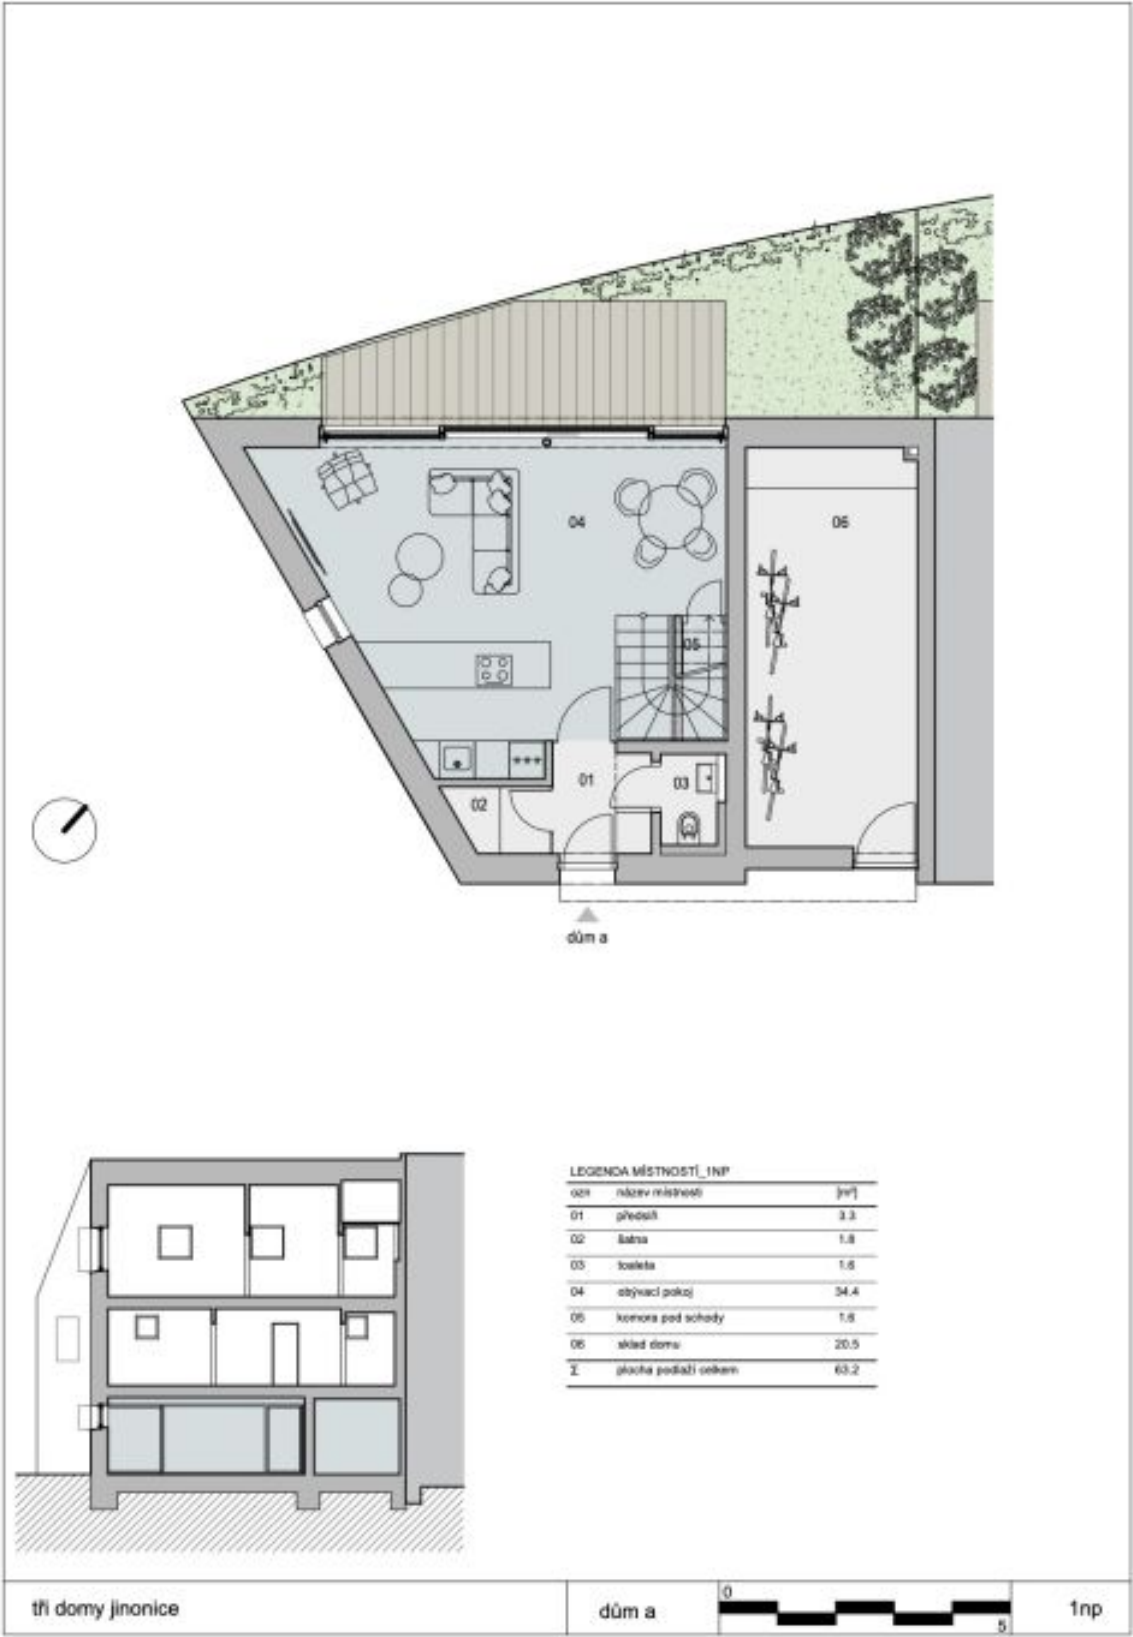 04
06
05
01
03
02
dům a
LEGENDA MÍSTNOSTÍ_1NP
ozn název místnosti [m²]
01 předsíň 3.3
02 šatna 1.8
03 toaleta 1.6
04 obývací pokoj 34.4
05 komora pod schody 1.6
06 sklad domu 20.5
Σ plocha podlaží celkem 63.2
tři domy jinonice
dům a
0
5
1np